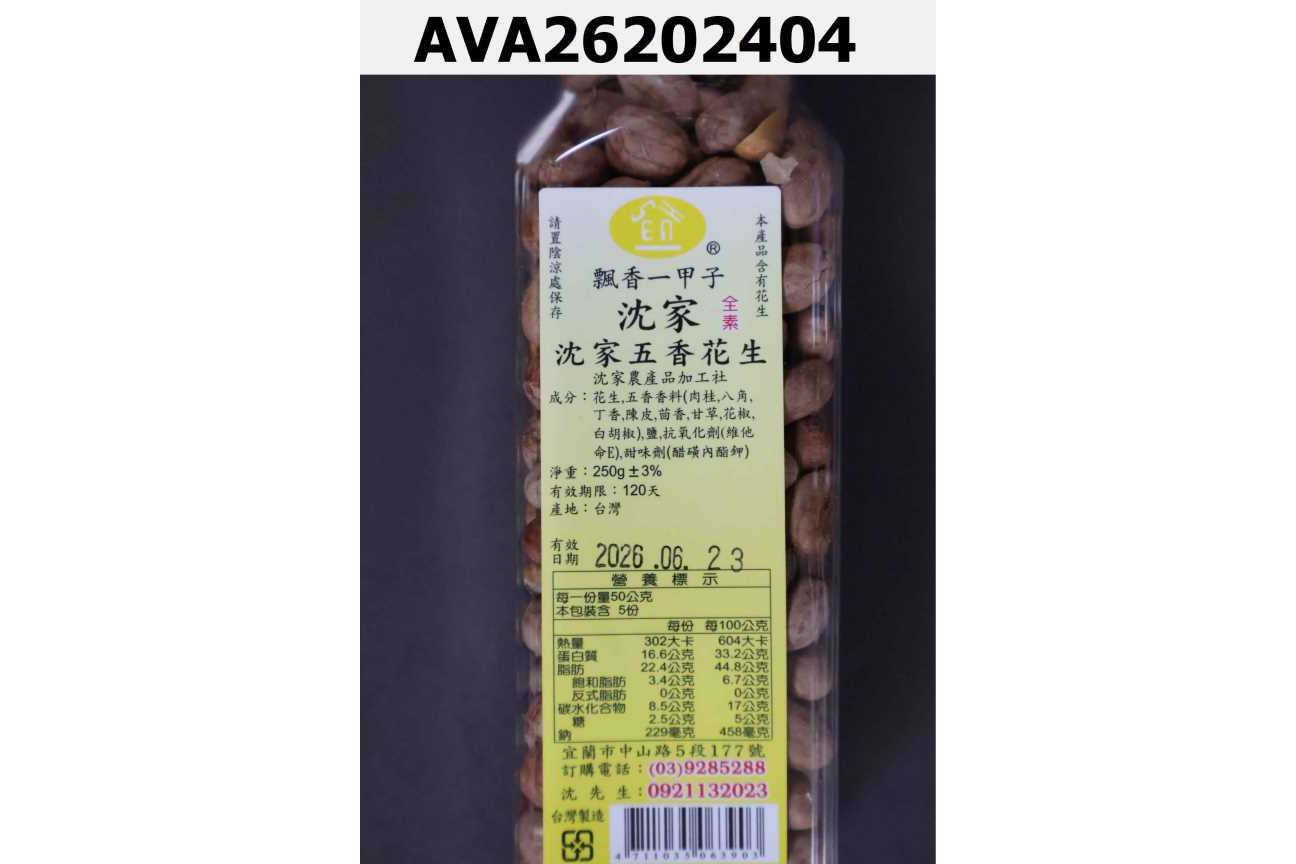 AVA26202404
SEN
®
請置陰涼處保存
本產品含有花生
飄香一甲子
沈家
全素
沈家五香花生
沈家農產品加工社
成分：花生,五香香料(肉桂,八角,
丁香,陳皮,茴香,甘草,花椒,
白胡椒),鹽,抗氧化劑(維他
命E),甜味劑(醋磺內酯鉀)
淨重：250g±3%
有效期限：120天
產地：台灣
有效日期 2026.06.23
營養標示
每一份量50公克
本包裝含 5份
每份 每100公克
熱量 302大卡 604大卡
蛋白質 16.6公克 33.2公克
脂肪 22.4公克 44.8公克
飽和脂肪 3.4公克 6.7公克
反式脂肪 0公克 0公克
碳水化合物 8.5公克 17公克
糖 2.5公克 5公克
鈉 229毫克 458毫克
宜蘭市中山路5段177號
訂購電話：(03)9285288
沈先生：0921132023
台灣製造
4711035063903